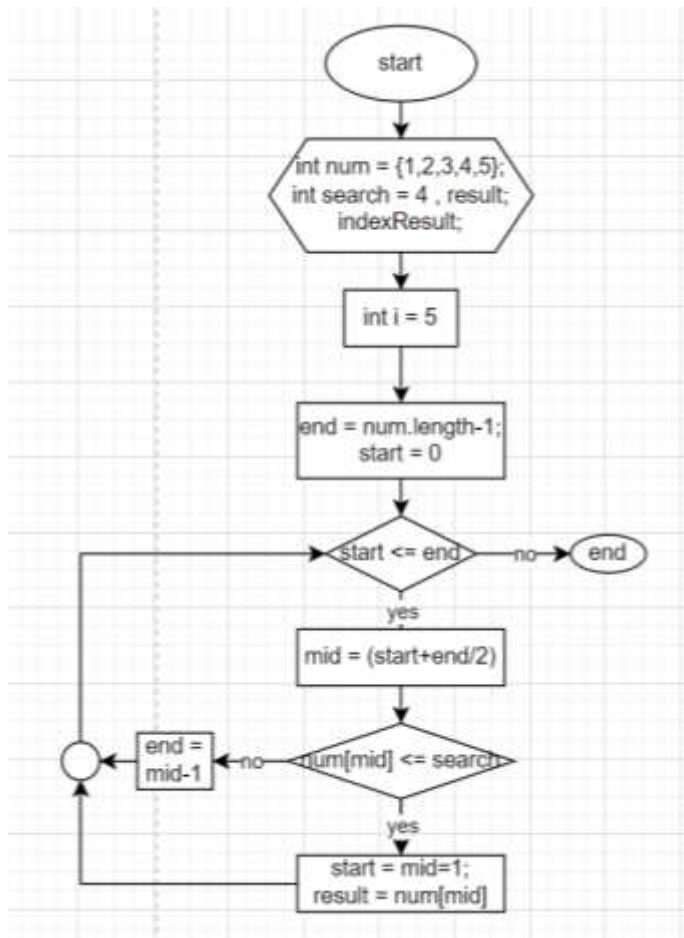 start
int num = {1,2,3,4,5};
int search = 4 , result;
indexResult;
int i = 5
end = num.length-1;
start = 0
start <= end
no
end
yes
mid = (start+end/2)
num[mid] <= search
no
end =
mid-1
yes
start = mid=1;
result = num[mid]